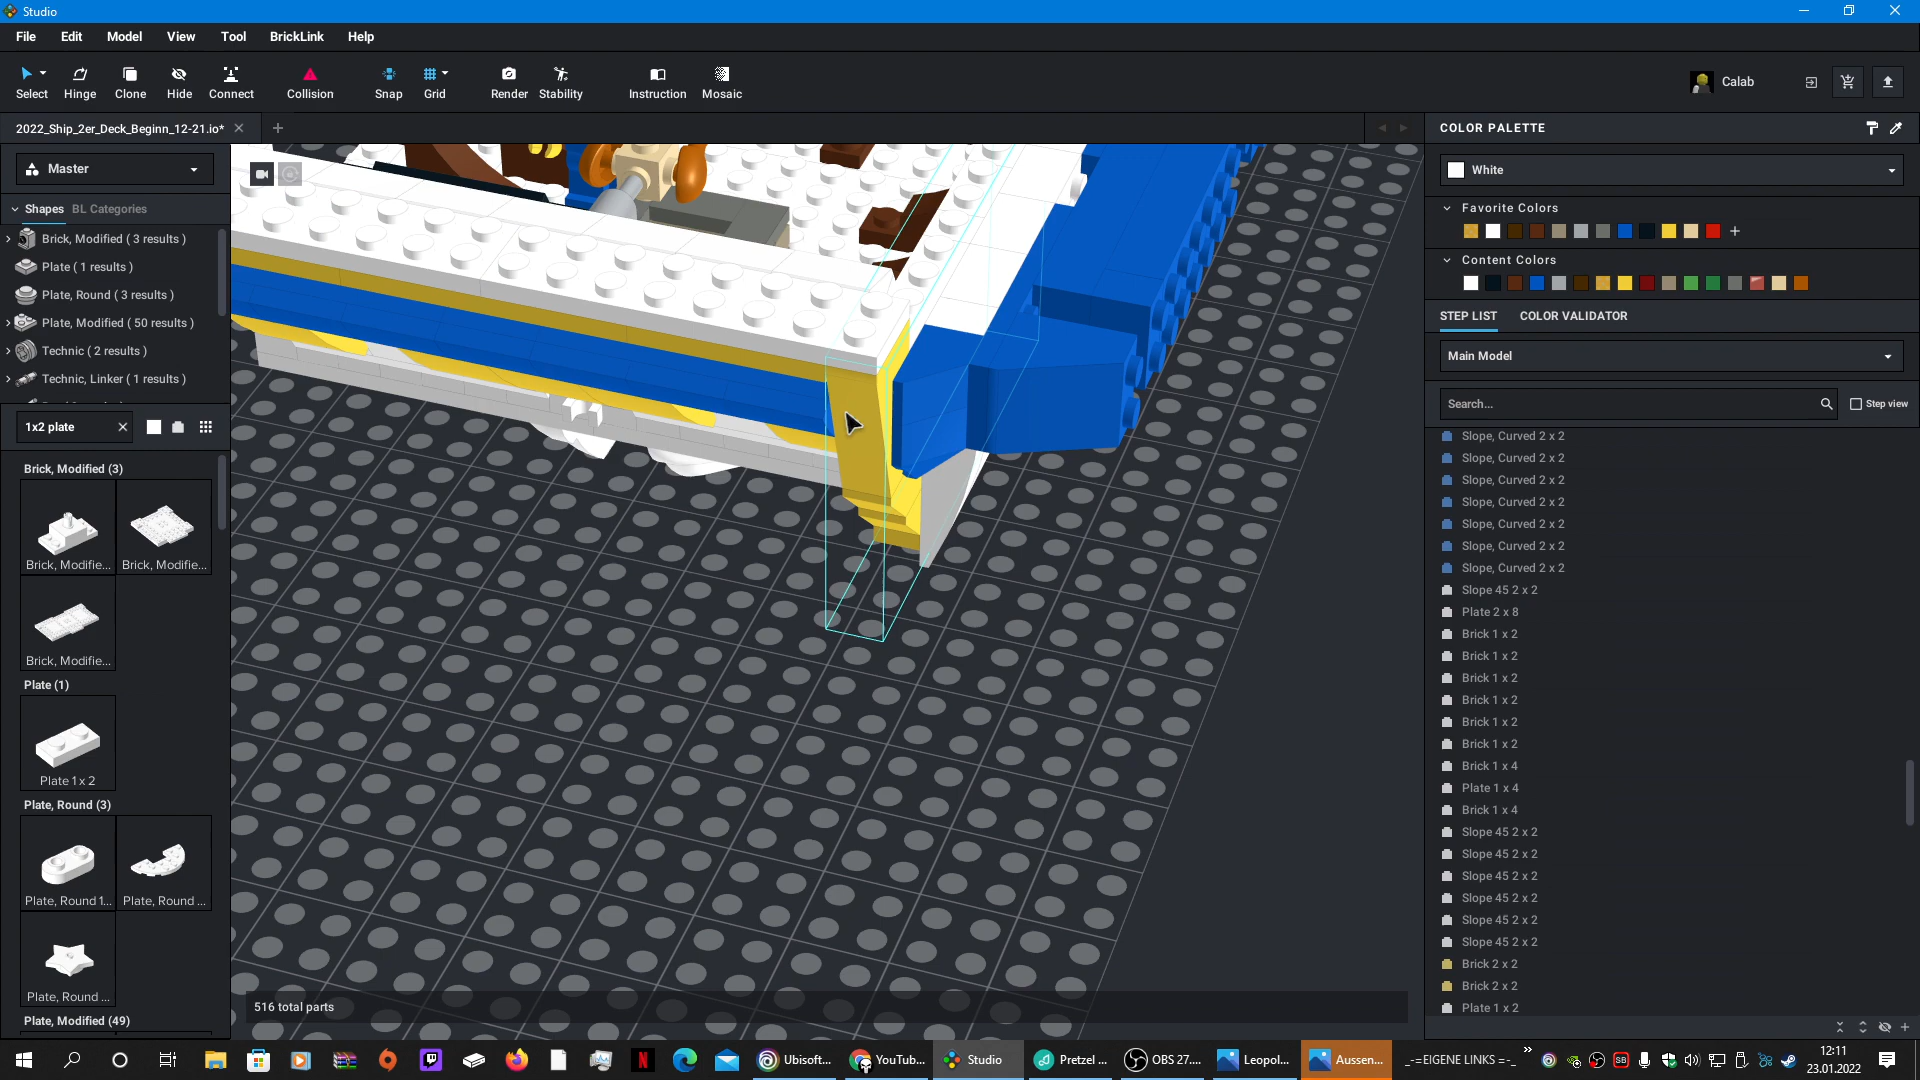 Studio
File Edit Model View Tool BrickLink Help
Select Hinge Clone Hide Connect Collision Snap Grid Render Stability Instruction Mosaic
Calab
2022_Ship_2er_Deck_Beginn_12-21.io*
Master
Shapes BL Categories
Brick, Modified ( 3 results )
Plate ( 1 results )
Plate, Round ( 3 results )
Plate, Modified ( 50 results )
Technic ( 2 results )
Technic, Linker ( 1 results )
1x2 plate
Brick, Modified (3)
Brick, Modifie... Brick, Modifie...
Brick, Modifie...
Plate (1)
Plate 1 x 2
Plate, Round (3)
Plate, Round 1... Plate, Round ...
Plate, Round ...
Plate, Modified (49)
516 total parts
COLOR PALETTE
White
Favorite Colors
Content Colors
STEP LIST COLOR VALIDATOR
Main Model
Search...
Step view
Slope, Curved 2 x 2
Slope, Curved 2 x 2
Slope, Curved 2 x 2
Slope, Curved 2 x 2
Slope, Curved 2 x 2
Slope, Curved 2 x 2
Slope, Curved 2 x 2
Slope 45 2 x 2
Plate 2 x 8
Brick 1 x 2
Brick 1 x 2
Brick 1 x 2
Brick 1 x 2
Brick 1 x 2
Brick 1 x 2
Brick 1 x 4
Plate 1 x 4
Brick 1 x 4
Slope 45 2 x 2
Slope 45 2 x 2
Slope 45 2 x 2
Slope 45 2 x 2
Slope 45 2 x 2
Slope 45 2 x 2
Brick 2 x 2
Brick 2 x 2
Plate 1 x 2
Ubisoft... YouTub... Studio Pretzel ... OBS 27.... Leopol... Aussen... _-=EIGENE LINKS =-_ SB
12:11
23.01.2022